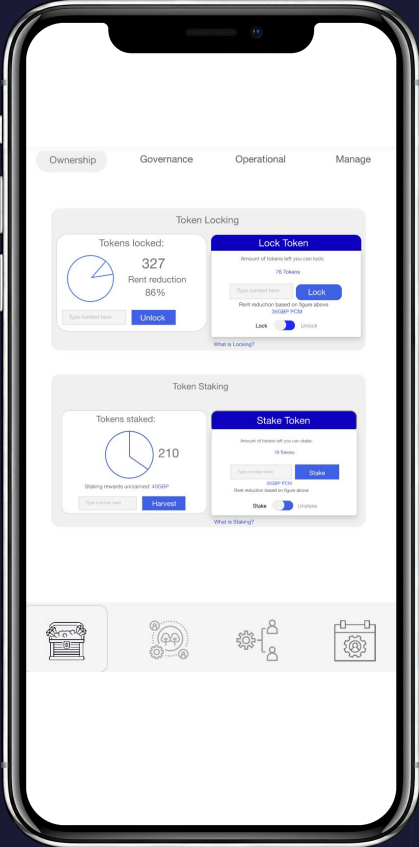 Ownership Governance Operational Manage
Token Locking
Tokens locked:
327
Rent reduction
86%
Type number here
Unlock
Lock Token
Amount of tokens left you can lock:
76 Tokens
Type number here
Lock
Rent reduction based on figure above
35GBP PCM
Lock Unlock
What is Locking?
Token Staking
Tokens staked:
210
Staking rewards unclaimed: 40GBP
Type number here
Harvest
Stake Token
Amount of tokens left you can stake:
76 Tokens
Type number here
Stake
35GBP PCM
Rent reduction based on figure above
Stake Unstake
What is Staking?